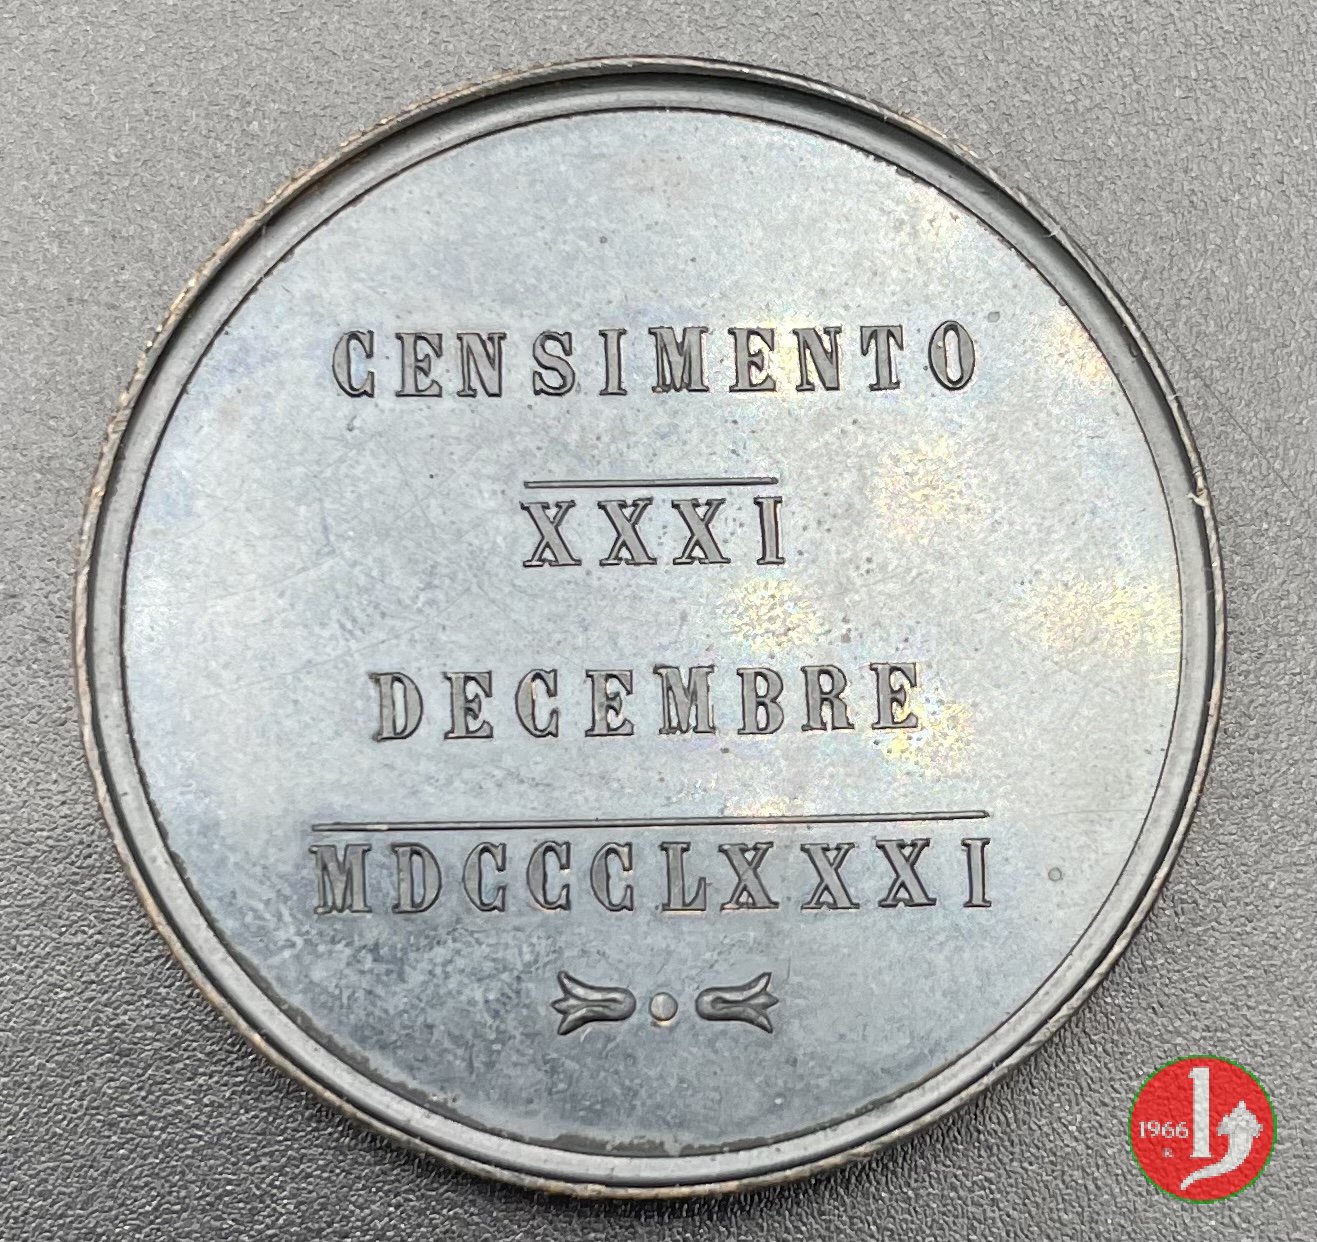 CENSIMENTO
XXXI
DECEMBRE
MDCCCLXXXI
1966